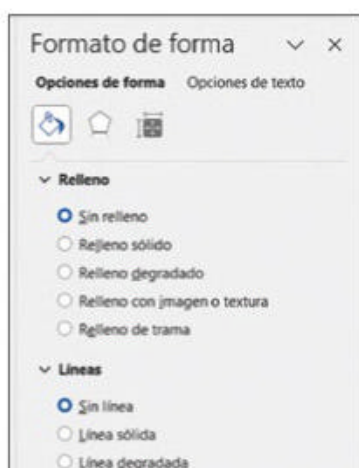 Formato de forma
Opciones de forma Opciones de texto
Relleno
Sin relleno
Relleno sólido
Relleno degradado
Relleno con imagen o textura
Relleno de trama
Líneas
Sin línea
Línea sólida
Línea degradada